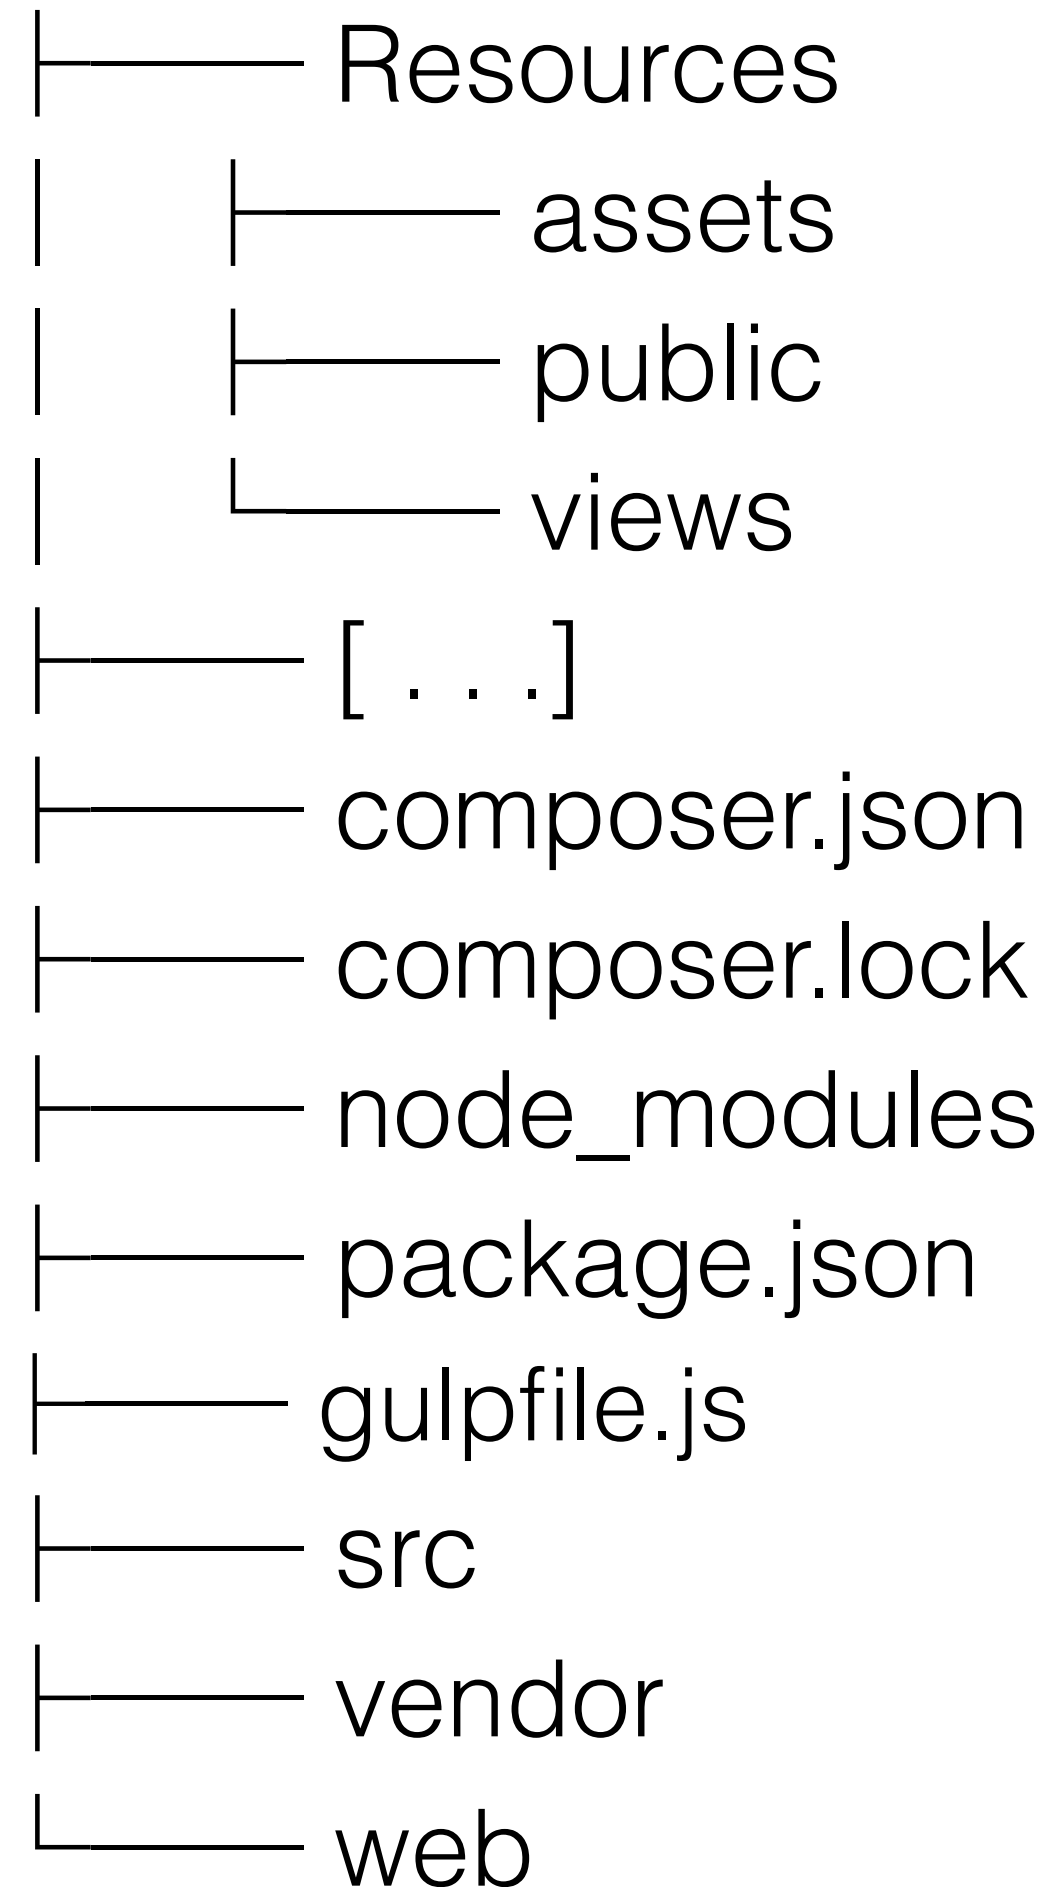 ├── Resources
│   ├── assets
│   ├── public
│   └── views
├── [ . . .]
├── composer.json
├── composer.lock
├── node_modules
├── package.json
├── gulpfile.js
├── src
├── vendor
└── web